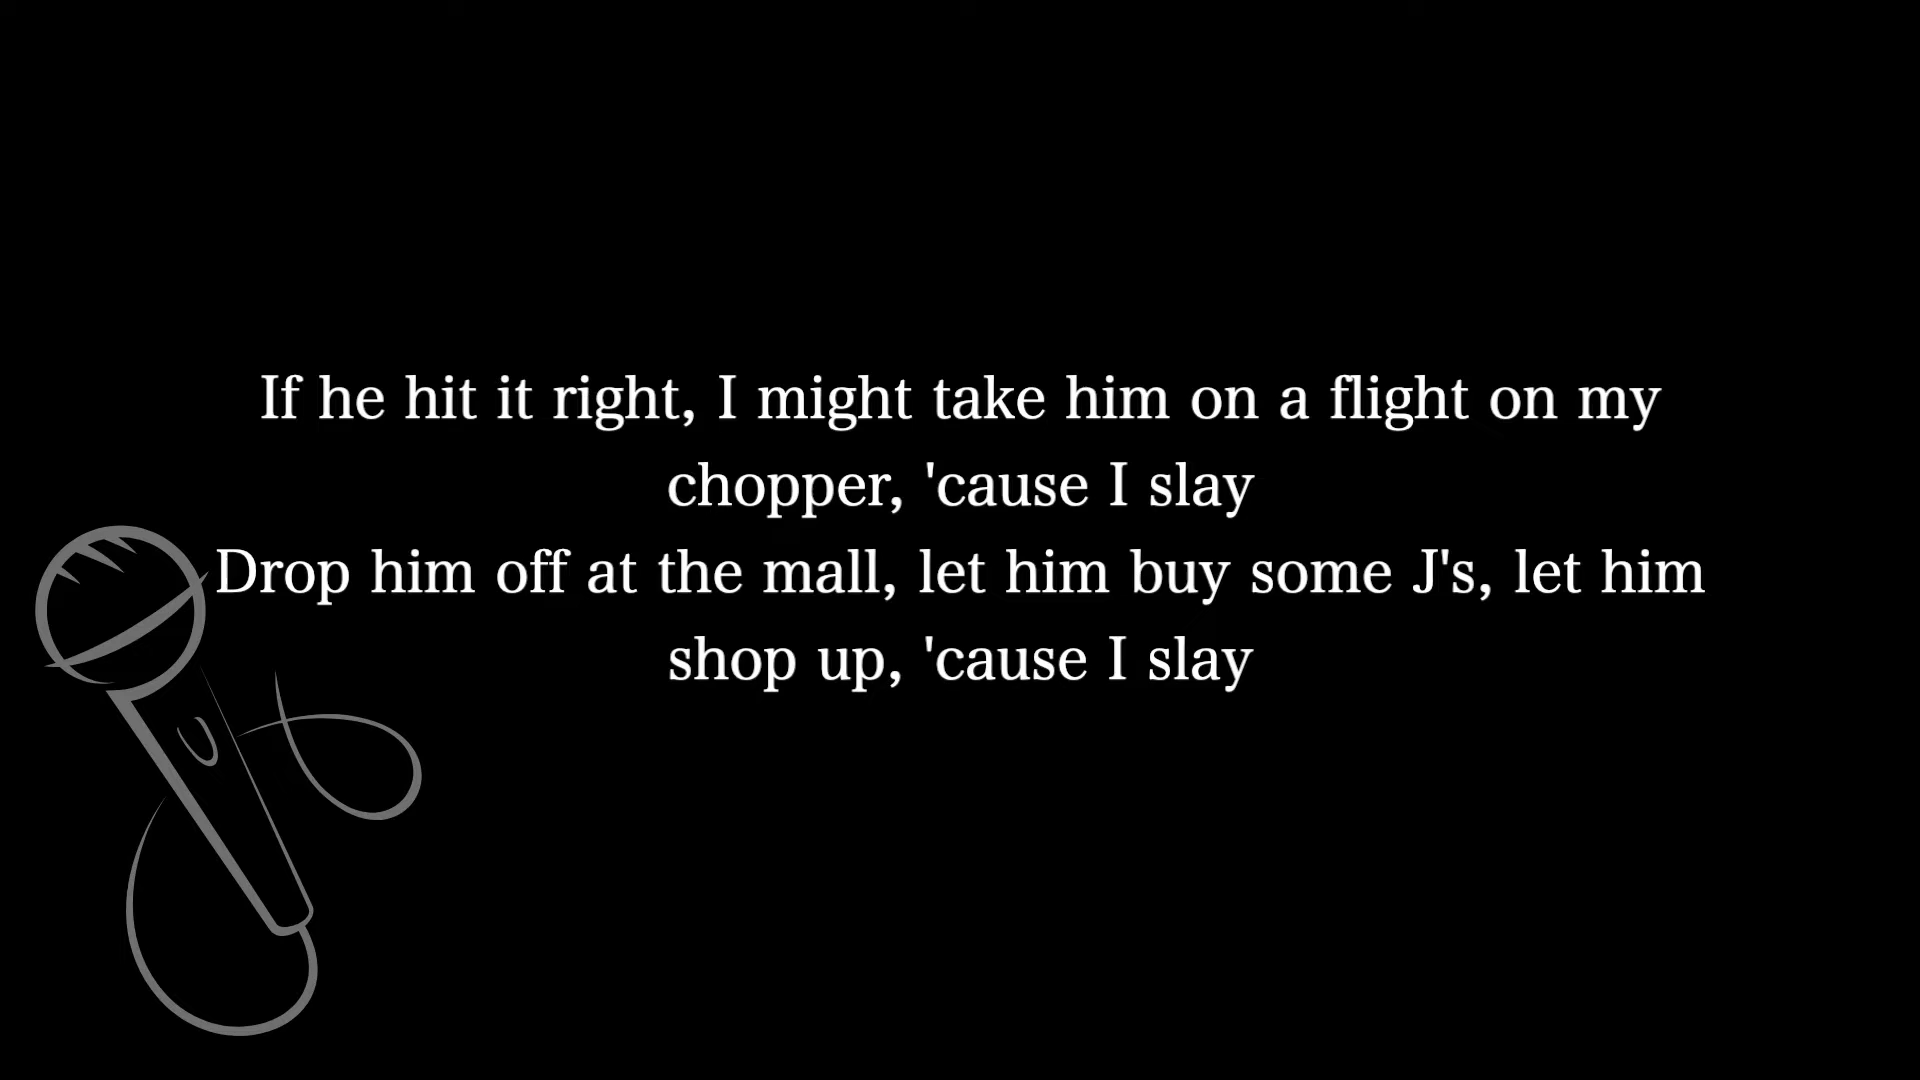 If he hit it right, I might take him on a flight on my
chopper, 'cause I slay
Drop him off at the mall, let him buy some J's, let him
shop up, 'cause I slay